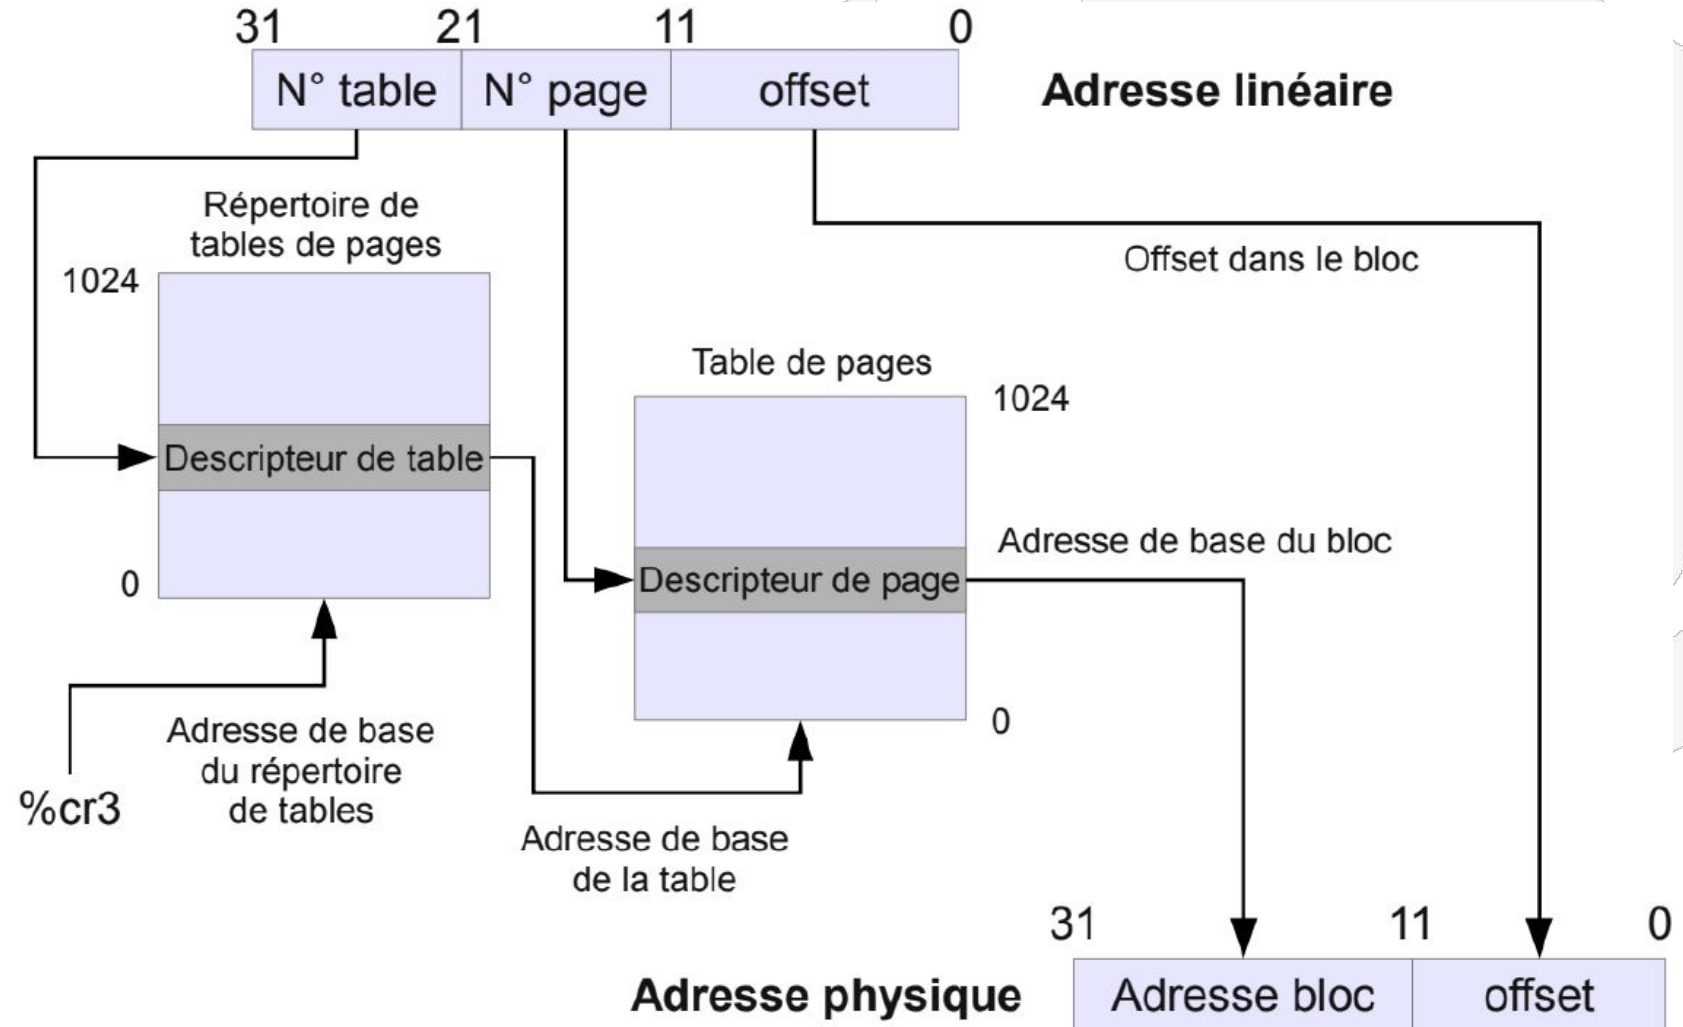 31 21 11 0
N° table N° page offset Adresse linéaire
Répertoire de
tables de pages
Offset dans le bloc
1024
Table de pages
1024
Descripteur de table
Adresse de base du bloc
Descripteur de page
0
0
Adresse de base
du répertoire
de tables
%cr3
Adresse de base
de la table
31 11 0
Adresse physique Adresse bloc offset